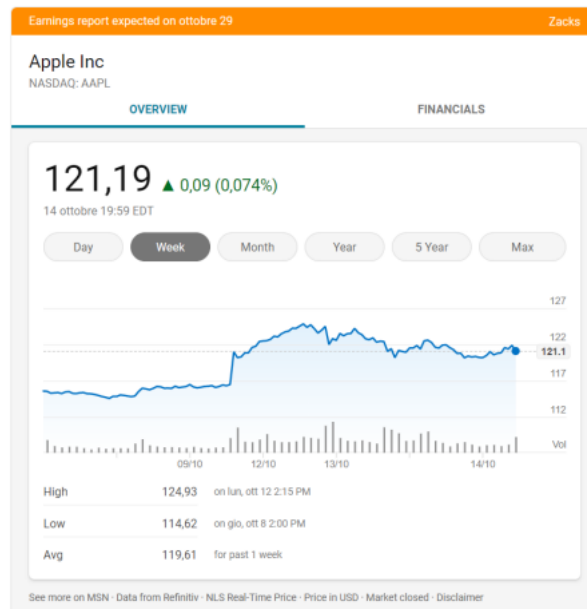 Earnings report expected on ottobre 29 Zacks
Apple Inc
NASDAQ: AAPL
OVERVIEW FINANCIALS
121,19 ▲ 0,09 (0,074%)
14 ottobre 19:59 EDT
Day Week Month Year 5 Year Max
127
122
121.1
117
112
Vol
09/10 12/10 13/10 14/10
High 124,93 on lun, ott 12 2:15 PM
Low 114,62 on gio, ott 8 2:00 PM
Avg 119,61 for past 1 week
See more on MSN · Data from Refinitiv · NLS Real-Time Price · Price in USD · Market closed · Disclaimer